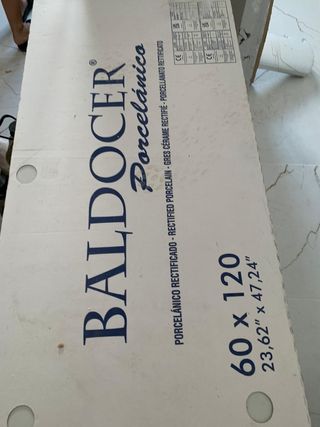 BALDOCER®
Porcelánico
PORCELÁNICO RECTIFICADO - RECTIFIED PORCELAIN - GRES CÉRAME RECTIFIÉ - PORCELLANATO RETTIFICATO
60 x 120
23,62" x 47,24"